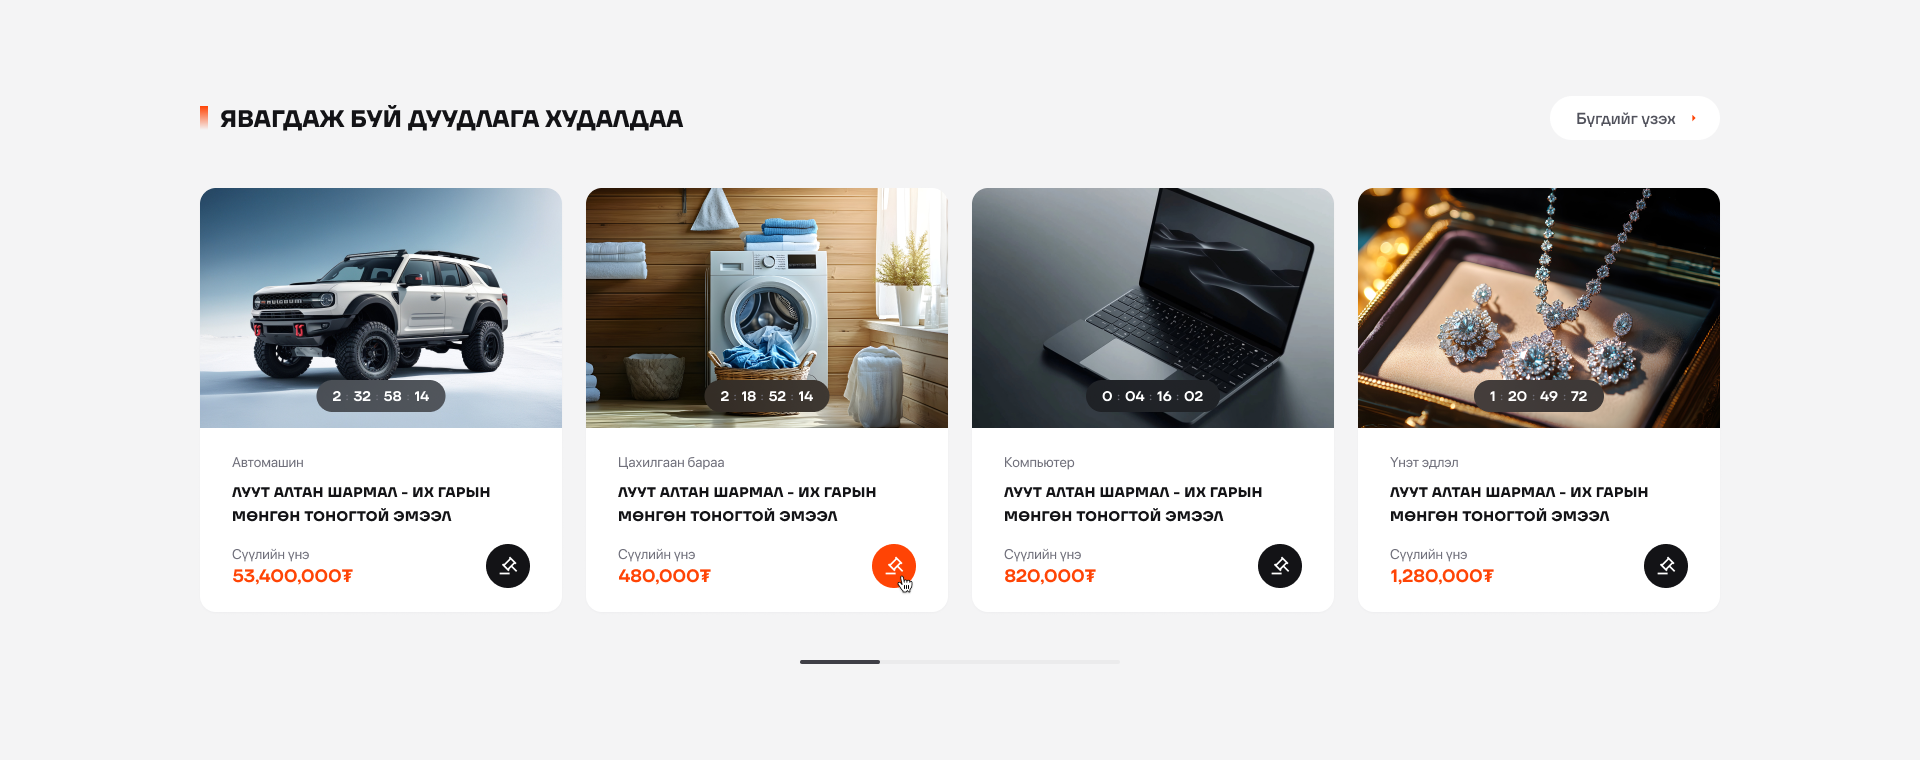 ЯВАГДАЖ БУЙ ДУУДЛАГА ХУДАЛДАА
Бүгдийг үзэх
2 : 32 : 58 : 14
2 : 18 : 52 : 14
0 : 04 : 16 : 02
1 : 20 : 49 : 72
Автомашин
ЛУУТ АЛТАН ШАРМАЛ - ИХ ГАРЫН
МӨНГӨН ТОНОГТОЙ ЭМЭЭЛ
Сүүлийн үнэ
53,400,000₮
Цахилгаан бараа
ЛУУТ АЛТАН ШАРМАЛ - ИХ ГАРЫН
МӨНГӨН ТОНОГТОЙ ЭМЭЭЛ
Сүүлийн үнэ
480,000₮
Компьютер
ЛУУТ АЛТАН ШАРМАЛ - ИХ ГАРЫН
МӨНГӨН ТОНОГТОЙ ЭМЭЭЛ
Сүүлийн үнэ
820,000₮
Үнэт эдлэл
ЛУУТ АЛТАН ШАРМАЛ - ИХ ГАРЫН
МӨНГӨН ТОНОГТОЙ ЭМЭЭЛ
Сүүлийн үнэ
1,280,000₮